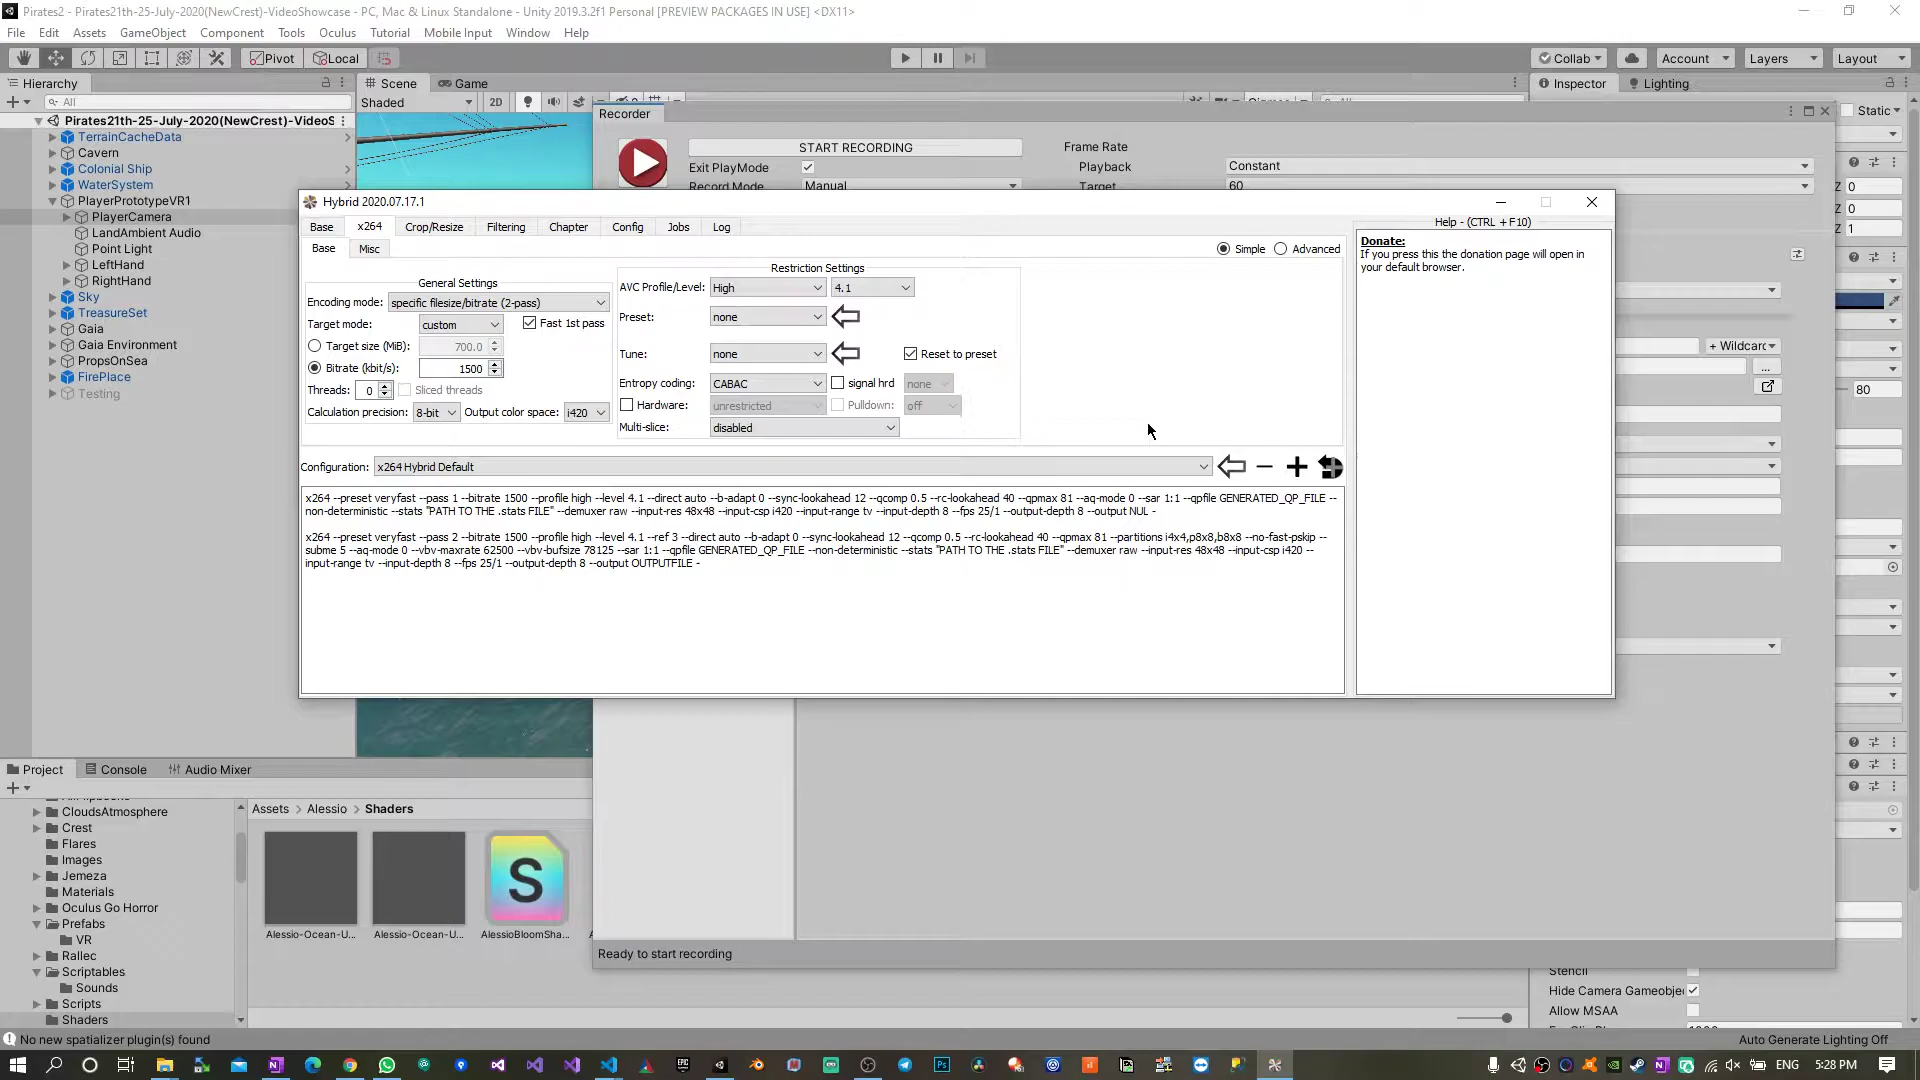 Pirates2 - Pirates21th-25-July-2020(NewCrest)-VideoShowcase - PC, Mac & Linux Standalone - Unity 2019.3.2f1 Personal [PREVIEW PACKAGES IN USE] <DX11>
File Edit Assets GameObject Component Tools Oculus Tutorial Mobile Input Window Help
Pivot Local Collab Account Layers Layout
Hierarchy Scene Game Inspector Lighting
All Shaded 2D
Recorder Static
Pirates21th-25-July-2020(NewCrest)-VideoS
TerrainCacheData
Cavern
Colonial Ship
WaterSystem
PlayerPrototypeVR1
PlayerCamera
LandAmbient Audio
Point Light
LeftHand
RightHand
Sky
TreasureSet
Gaia
Gaia Environment
PropsOnSea
FirePlace
Testing
START RECORDING Frame Rate
Exit PlayMode Playback Constant
Record Mode Manual Target 60
Z 0
Z 0
Z 1
+ Wildcard
...
80
Hybrid 2020.07.17.1
Base x264 Crop/Resize Filtering Chapter Config Jobs Log
Base Misc Simple Advanced
General Settings Restriction Settings
Encoding mode: specific filesize/bitrate (2-pass)
Target mode: custom Fast 1st pass
Target size (MiB): 700.0
Bitrate (kbit/s): 1500
Threads: 0 Sliced threads
Calculation precision: 8-bit Output color space: i420
AVC Profile/Level: High 4.1
Preset: none
Tune: none Reset to preset
Entropy coding: CABAC signal hrd none
Hardware: unrestricted Pulldown: off
Multi-slice: disabled
Configuration: x264 Hybrid Default
x264 --preset veryfast --pass 1 --bitrate 1500 --profile high --level 4.1 --direct auto --b-adapt 0 --sync-lookahead 12 --qcomp 0.5 --rc-lookahead 40 --qpmax 81 --aq-mode 0 --sar 1:1 --qpfile GENERATED_QP_FILE --
non-deterministic --stats "PATH TO THE .stats FILE" --demuxer raw --input-res 48x48 --input-csp i420 --input-range tv --input-depth 8 --fps 25/1 --output-depth 8 --output NUL -
x264 --preset veryfast --pass 2 --bitrate 1500 --profile high --level 4.1 --ref 3 --direct auto --b-adapt 0 --sync-lookahead 12 --qcomp 0.5 --rc-lookahead 40 --qpmax 81 --partitions i4x4,p8x8,b8x8 --no-fast-pskip --
subme 5 --aq-mode 0 --vbv-maxrate 62500 --vbv-bufsize 78125 --sar 1:1 --qpfile GENERATED_QP_FILE --non-deterministic --stats "PATH TO THE .stats FILE" --demuxer raw --input-res 48x48 --input-csp i420 --
input-range tv --input-depth 8 --fps 25/1 --output-depth 8 --output OUTPUTFILE -
Help - (CTRL + F10)
Donate:
If you press this the donation page will open in
your default browser.
Project Console Audio Mixer
CloudsAtmosphere
Crest
Flares
Images
Jemeza
Materials
Oculus Go Horror
Prefabs
VR
Rallec
Scriptables
Sounds
Scripts
Shaders
Assets > Alessio > Shaders
S
Alessio-Ocean-U... Alessio-Ocean-U... AlessioBloomSha...
Ready to start recording
Stencil
Hide Camera Gameobje
Allow MSAA
No new spatializer plugin(s) found Auto Generate Lighting Off
ENG 5:28 PM